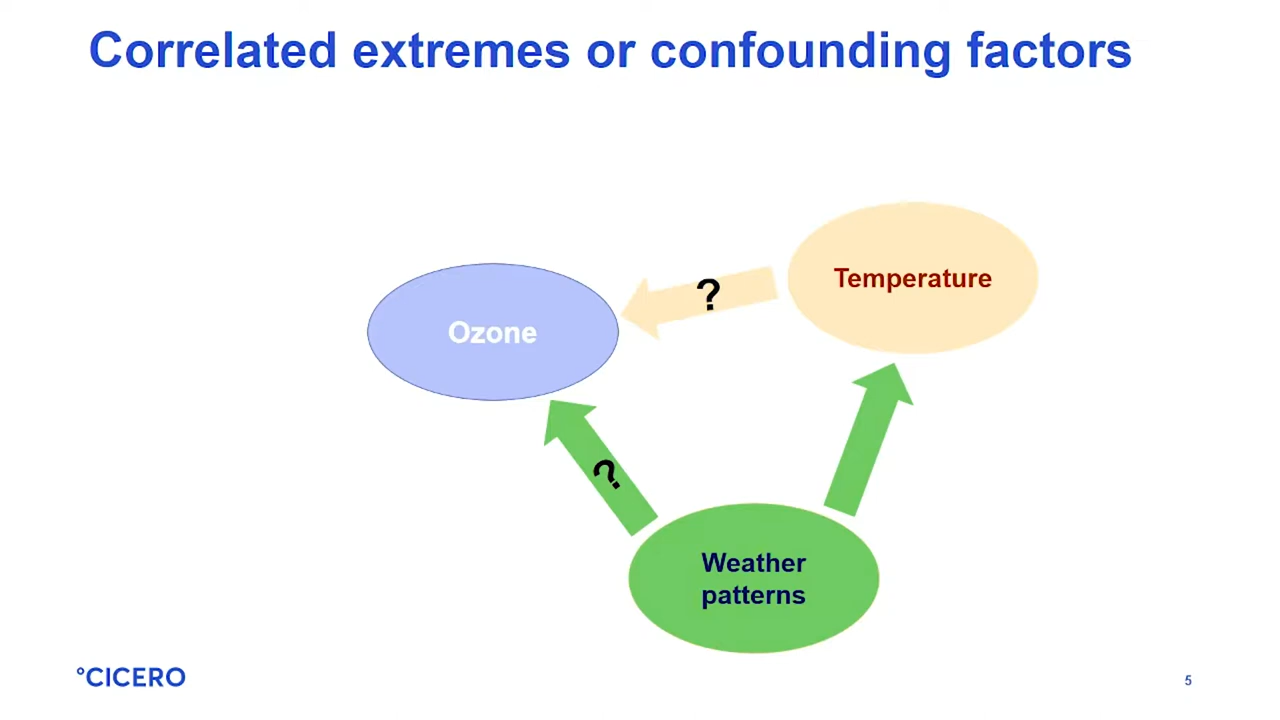 Correlated extremes or confounding factors
Temperature
?
Ozone
?
Weather
patterns
°CICERO
5